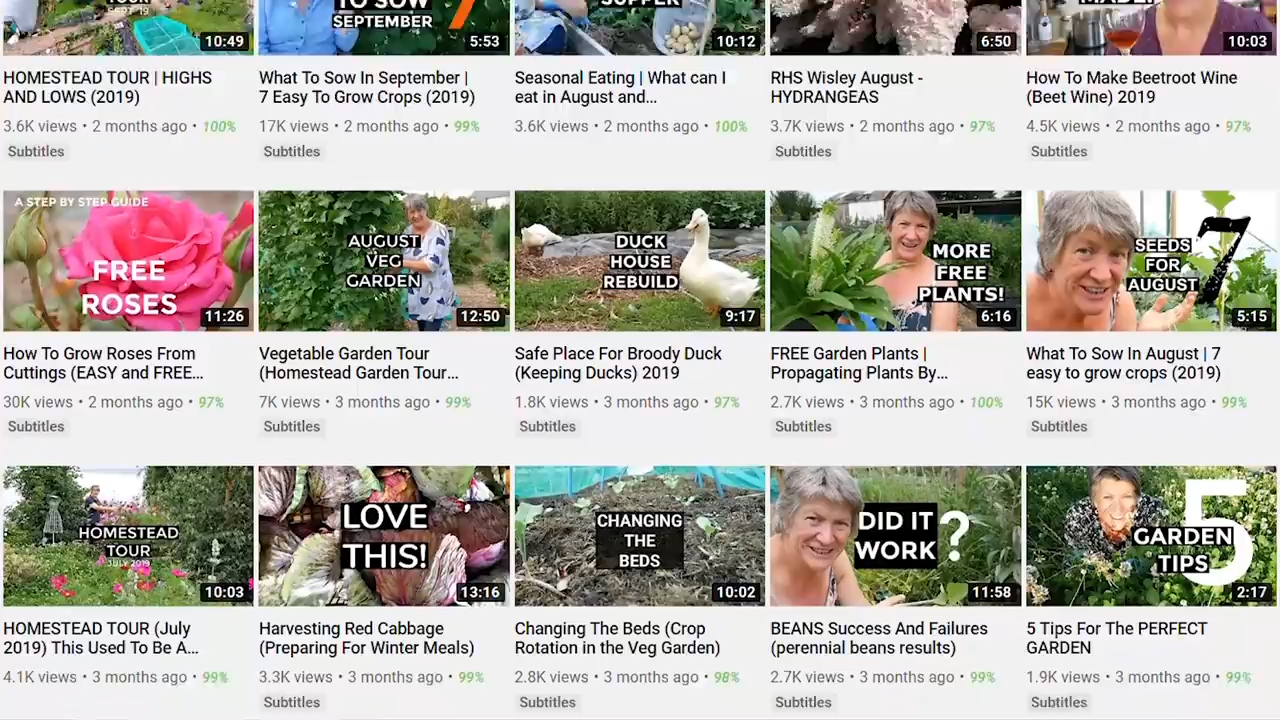 TO SOW
SEPTEMBER
10:49
5:53
10:12
6:50
10:03
HOMESTEAD TOUR | HIGHS
AND LOWS (2019)
3.6K views • 2 months ago • 100%
Subtitles
What To Sow In September |
7 Easy To Grow Crops (2019)
17K views • 2 months ago • 99%
Subtitles
Seasonal Eating | What can I
eat in August and...
3.6K views • 2 months ago • 100%
RHS Wisley August -
HYDRANGEAS
3.7K views • 2 months ago • 97%
Subtitles
How To Make Beetroot Wine
(Beet Wine) 2019
4.5K views • 2 months ago • 97%
Subtitles
A STEP BY STEP GUIDE
FREE
ROSES
11:26
How To Grow Roses From
Cuttings (EASY and FREE...
30K views • 2 months ago • 97%
Subtitles
AUGUST
VEG
GARDEN
12:50
Vegetable Garden Tour
(Homestead Garden Tour...
7K views • 3 months ago • 99%
Subtitles
DUCK
HOUSE
REBUILD
9:17
Safe Place For Broody Duck
(Keeping Ducks) 2019
1.8K views • 3 months ago • 97%
Subtitles
MORE
FREE
PLANTS!
6:16
FREE Garden Plants |
Propagating Plants By...
2.7K views • 3 months ago • 100%
Subtitles
SEEDS
FOR
AUGUST
7
5:15
What To Sow In August | 7
easy to grow crops (2019)
15K views • 3 months ago • 99%
Subtitles
HOMESTEAD
TOUR
JULY 2019
10:03
HOMESTEAD TOUR (July
2019) This Used To Be A...
4.1K views • 3 months ago • 99%
LOVE
THIS!
13:16
Harvesting Red Cabbage
(Preparing For Winter Meals)
3.3K views • 3 months ago • 99%
Subtitles
CHANGING
THE
BEDS
10:02
Changing The Beds (Crop
Rotation in the Veg Garden)
2.8K views • 3 months ago • 98%
Subtitles
DID IT
WORK?
11:58
BEANS Success And Failures
(perennial beans results)
2.7K views • 3 months ago • 99%
Subtitles
5
GARDEN
TIPS
2:17
5 Tips For The PERFECT
GARDEN
1.9K views • 3 months ago • 99%
Subtitles